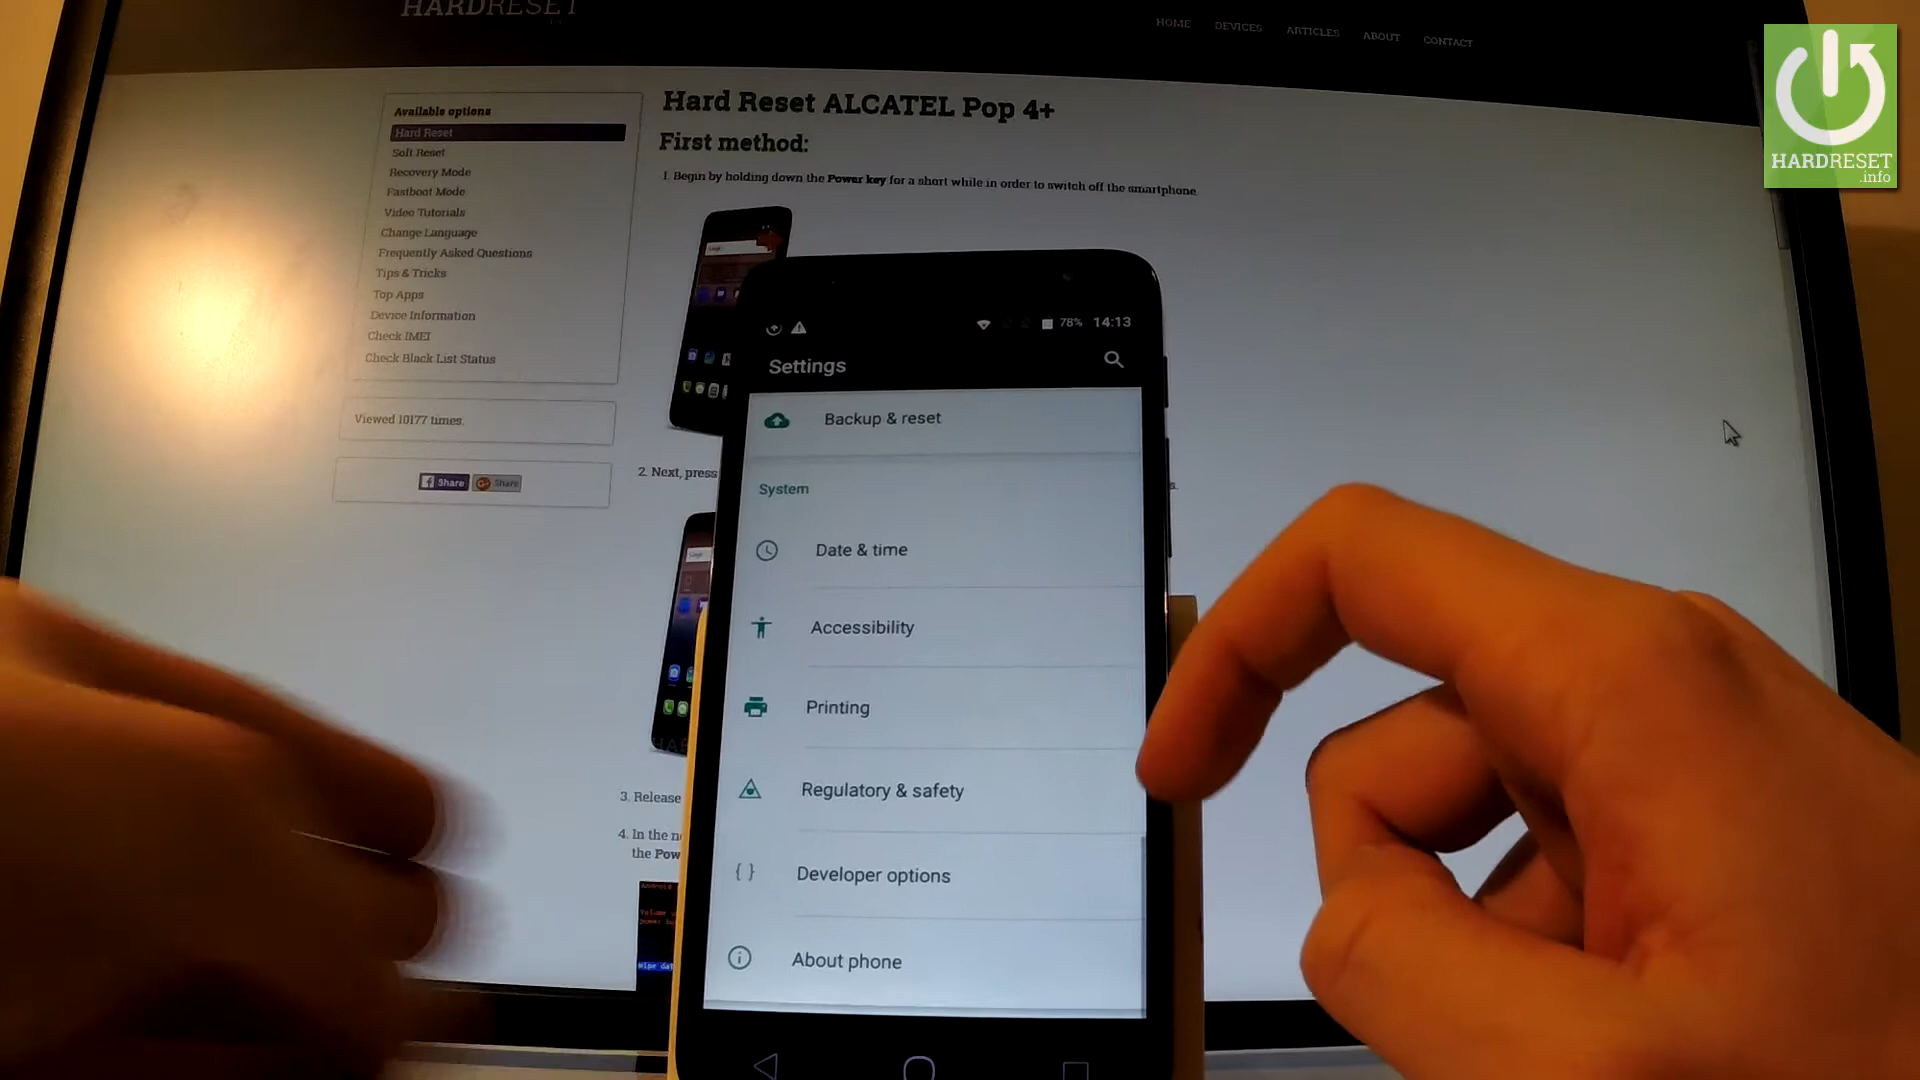 HARDRESET
HOME DEVICES ARTICLES ABOUT CONTACT
HARDRESET
.info
Available options
Hard Reset
Soft Reset
Recovery Mode
Fastboot Mode
Video Tutorials
Change Language
Frequently Asked Questions
Tips & Tricks
Top Apps
Device Information
Check IMEI
Check Black List Status
Viewed 10177 times.
Share Share
Hard Reset ALCATEL Pop 4+
First method:
1. Begin by holding down the Power key for a short while in order to switch off the smartphone.
2. Next, press
3. Release
4. In the
the Pow
78% 14:13
Settings
Backup & reset
System
Date & time
Accessibility
Printing
Regulatory & safety
Developer options
About phone